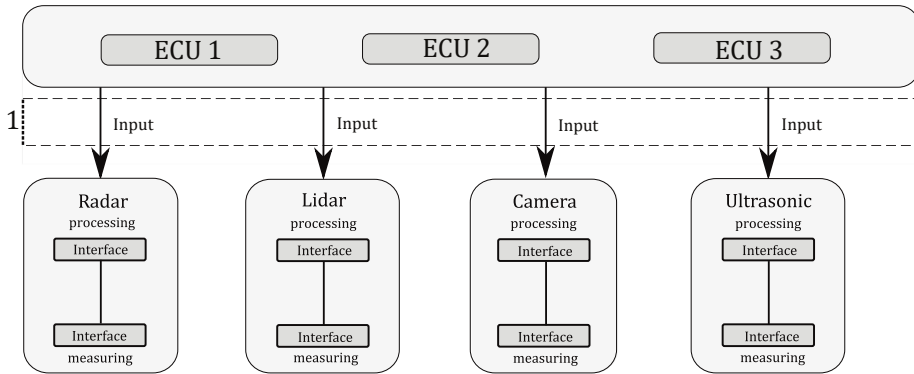 ECU 1
ECU 2
ECU 3
1
Input
Input
Input
Input
Radar
processing
Interface
Interface
measuring
Lidar
processing
Interface
Interface
measuring
Camera
processing
Interface
Interface
measuring
Ultrasonic
processing
Interface
Interface
measuring